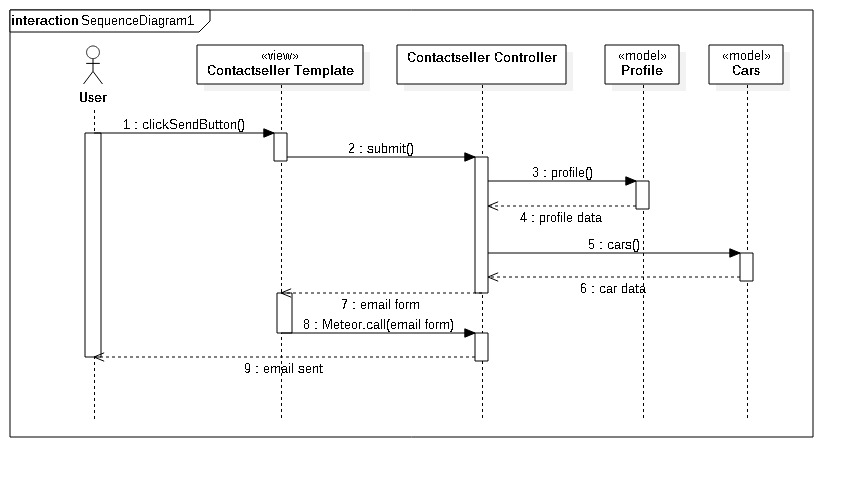 interaction SequenceDiagram1
User
«view»
Contactseller Template
Contactseller Controller
«model»
Profile
«model»
Cars
1 : clickSendButton()
2 : submit()
3 : profile()
4 : profile data
5 : cars()
6 : car data
7 : email form
8 : Meteor.call(email form)
9 : email sent